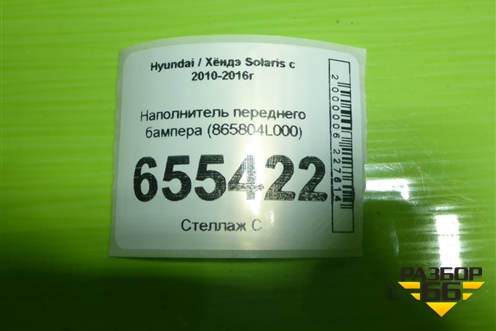 Hyundai / Хёндэ Solaris с
2010-2016г
Наполнитель переднего
бампера (865804L000)
655422
Стеллаж С
2000006227614
РАЗБОР
66